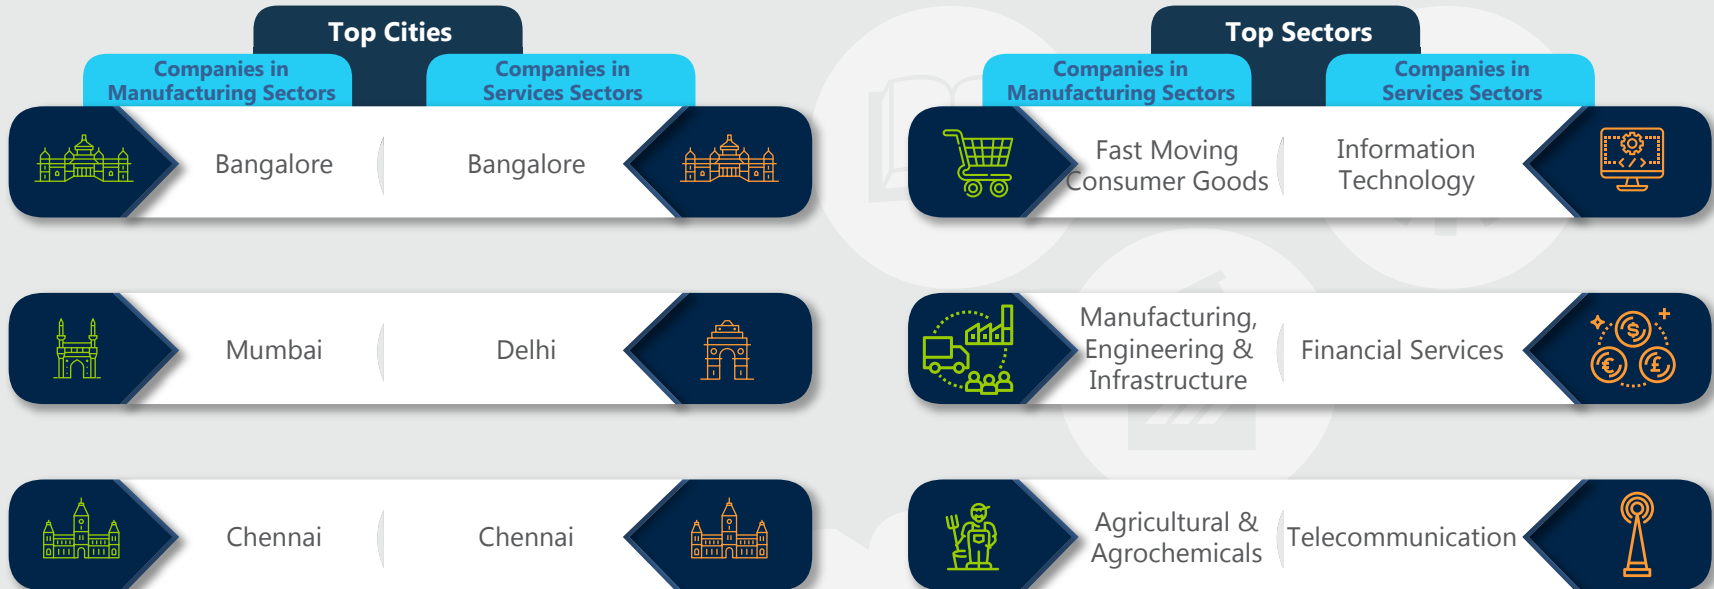 Top Cities
Companies in
Manufacturing Sectors
Companies in
Services Sectors
Bangalore
Bangalore
Mumbai
Delhi
Chennai
Chennai
Top Sectors
Companies in
Manufacturing Sectors
Companies in
Services Sectors
Fast Moving
Consumer Goods
Information
Technology
Manufacturing,
Engineering &
Infrastructure
Financial Services
Agricultural &
Agrochemicals
Telecommunication